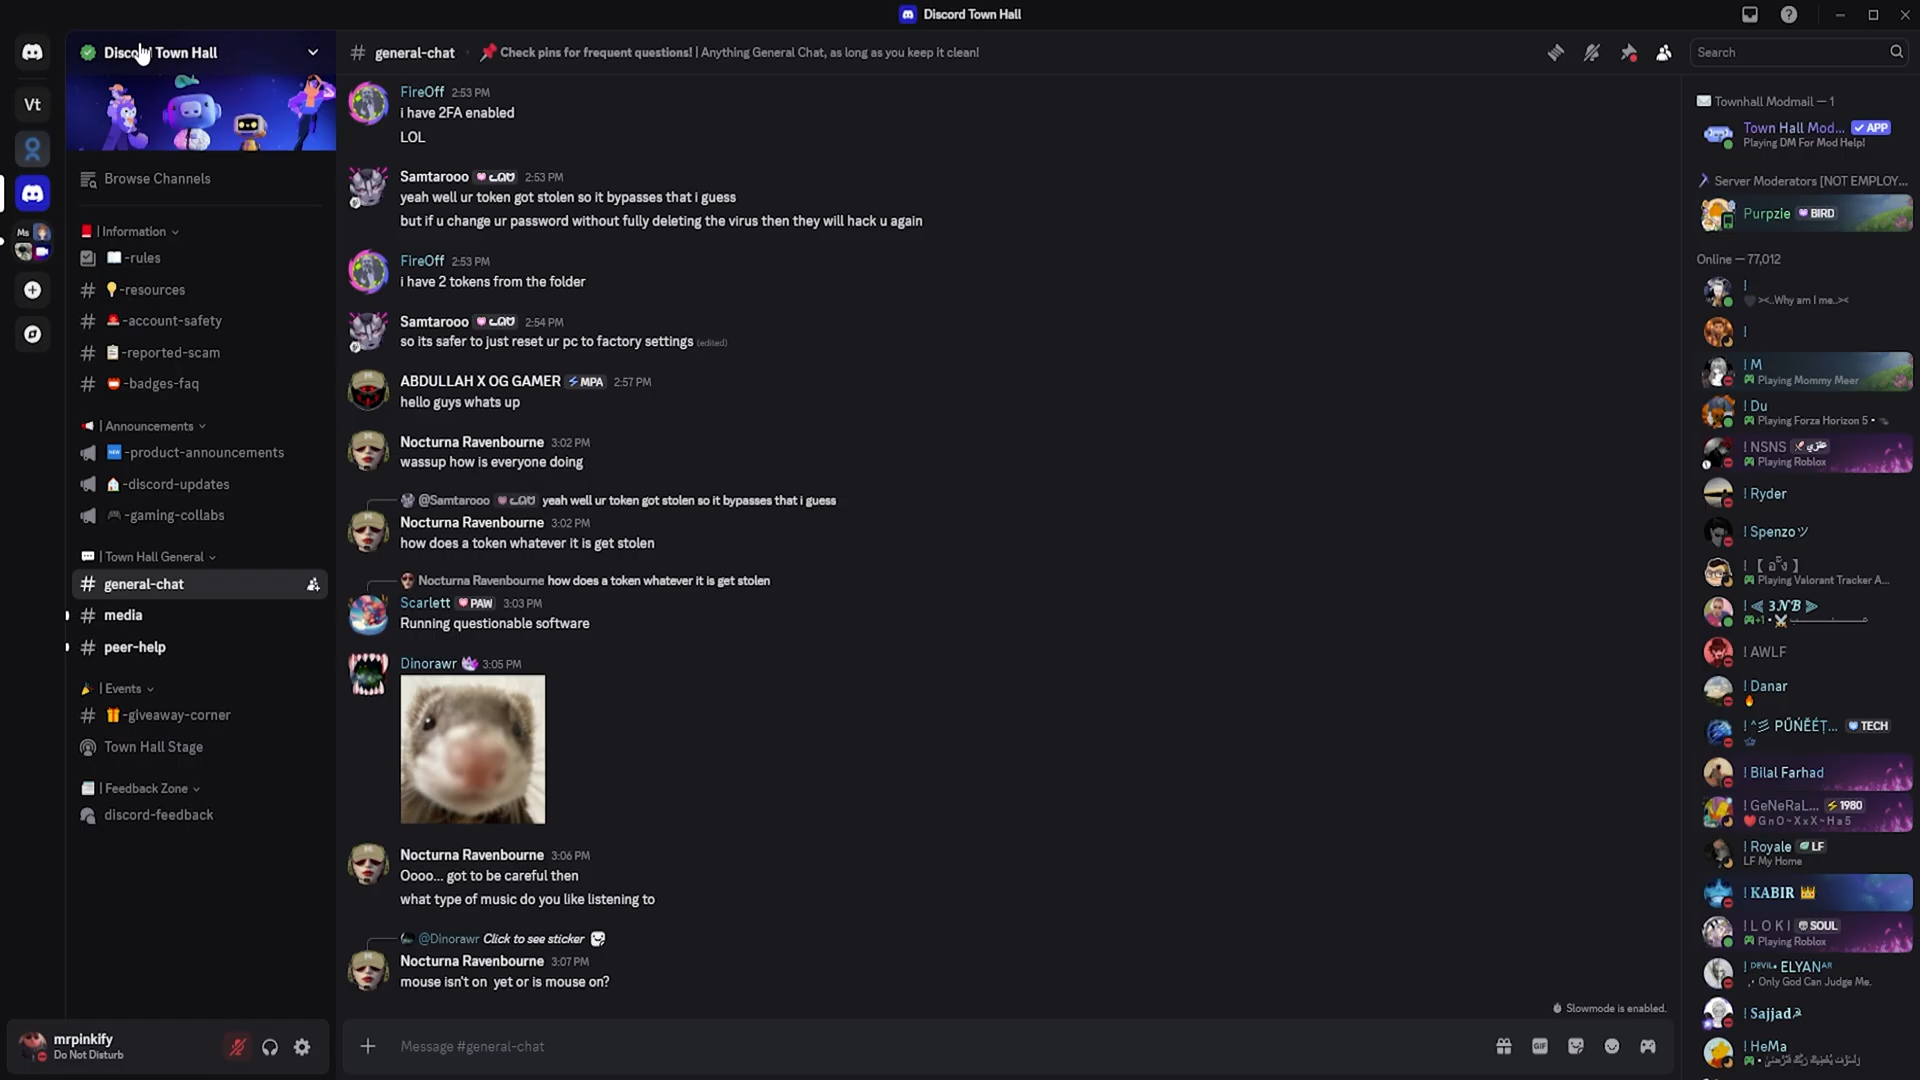 Discord Town Hall
Vt
Ms
Discord Town Hall
Browse Channels
| Information
📖-rules
💡-resources
🚨-account-safety
📋-reported-scam
📛-badges-faq
| Announcements
🆕-product-announcements
🏠-discord-updates
🎮-gaming-collabs
| Town Hall General
general-chat
media
peer-help
| Events
🎁-giveaway-corner
Town Hall Stage
| Feedback Zone
discord-feedback
mrpinkify
Do Not Disturb
general-chat
📌 Check pins for frequent questions! | Anything General Chat, as long as you keep it clean!
FireOff 2:53 PM
i have 2FA enabled
LOL
Samtarooo 2:53 PM
yeah well ur token got stolen so it bypasses that i guess
but if u change ur password without fully deleting the virus then they will hack u again
FireOff 2:53 PM
i have 2 tokens from the folder
Samtarooo 2:54 PM
so its safer to just reset ur pc to factory settings (edited)
ABDULLAH X OG GAMER MPA 2:57 PM
hello guys whats up
Nocturna Ravenbourne 3:02 PM
wassup how is everyone doing
@Samtarooo yeah well ur token got stolen so it bypasses that i guess
Nocturna Ravenbourne 3:02 PM
how does a token whatever it is get stolen
Nocturna Ravenbourne how does a token whatever it is get stolen
Scarlett PAW 3:03 PM
Running questionable software
Dinorawr 3:05 PM
Nocturna Ravenbourne 3:06 PM
Oooo... got to be careful then
what type of music do you like listening to
@Dinorawr Click to see sticker
Nocturna Ravenbourne 3:07 PM
mouse isn't on yet or is mouse on?
Slowmode is enabled.
Message #general-chat
GIF
Search
Townhall Modmail — 1
Town Hall Mod... APP
Playing DM For Mod Help!
Server Moderators [NOT EMPLOY...
Purpzie BIRD
Online — 77,012
!
><..Why am I me..><
!
! M
Playing Mommy Meer
! Du
Playing Forza Horizon 5 •
! NSNS
Playing Roblox
! Ryder
! Spenzoツ
Playing Valorant Tracker A...
! ⪡ 3𝓝𝓑 ⪢
+1 •
! AWLF
! Danar
TECH
! Bilal Farhad
! GeNeRaL... 1980
G n O ~ X x X ~ H a 5
! Royale LF
LF My Home
! KABIR 👑
! L O K I SOUL
Playing Roblox
! ᴰᴱⱽᴵᴸ• ELYANᴬᴿ
Only God Can Judge Me.
! Sajjad
! HeMa